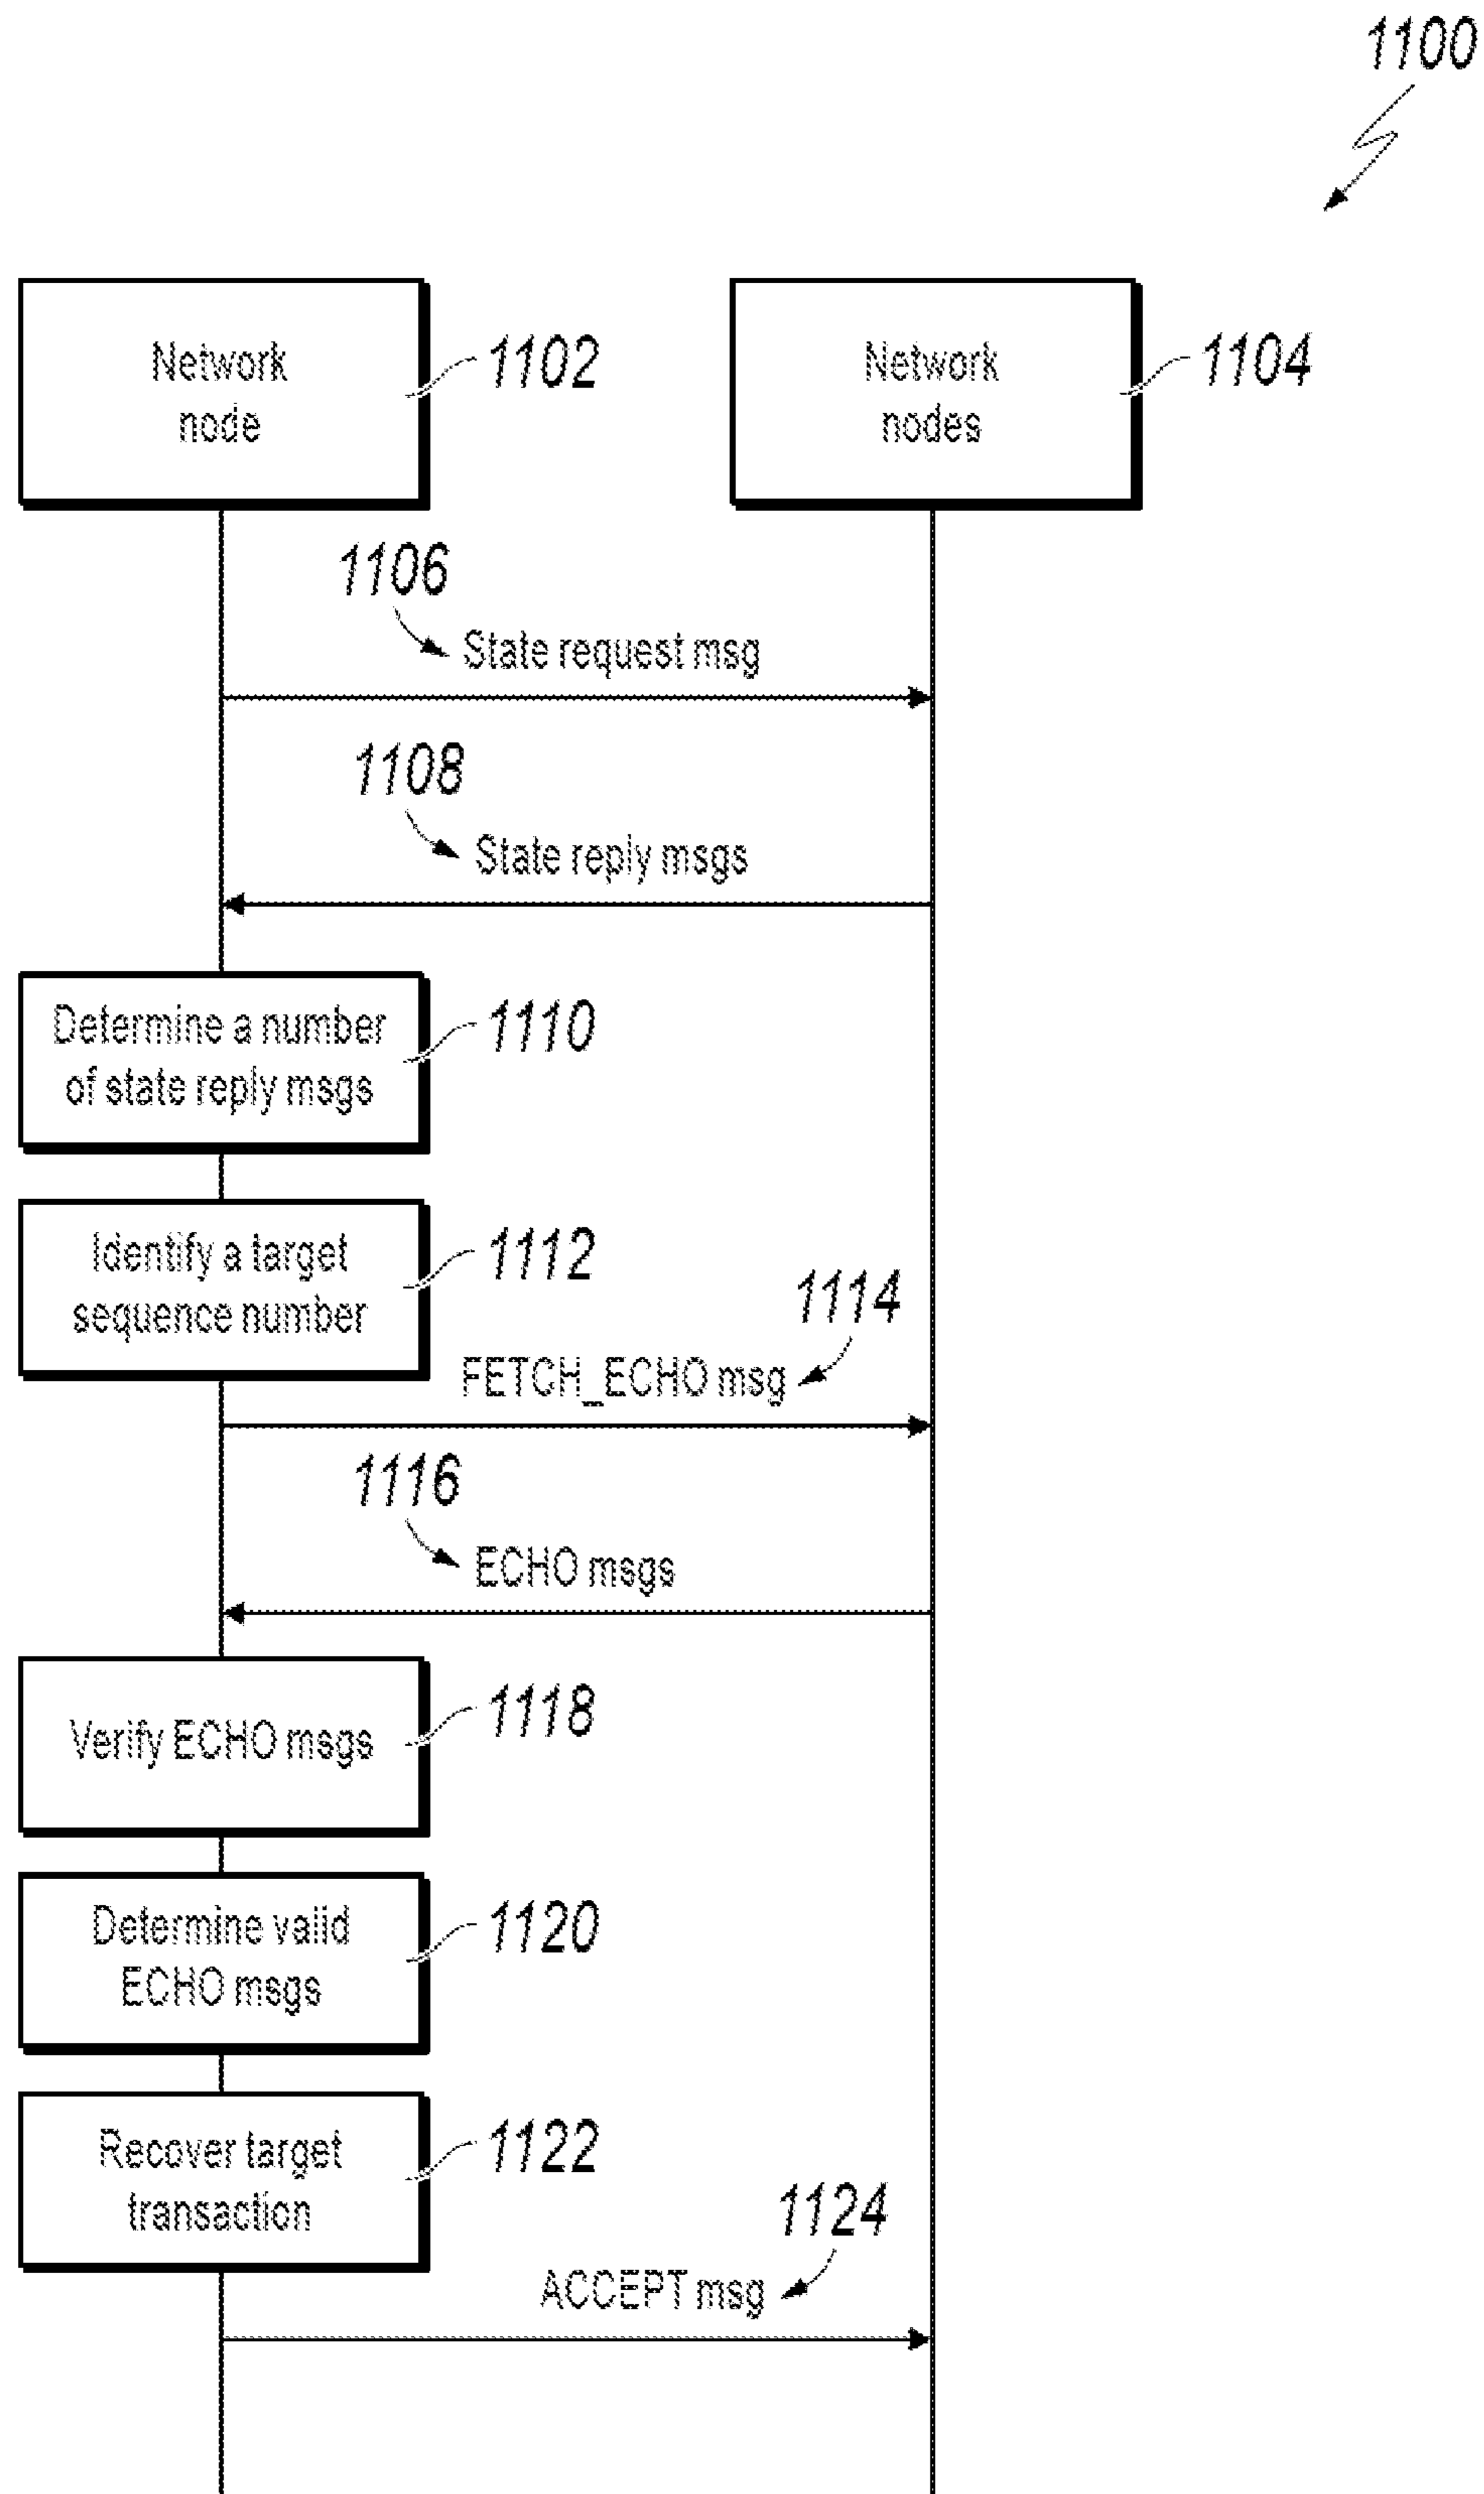 1100
Network
node
1102
Network
nodes
1104
1106
State request msg
1108
State reply msgs
Determine a number
of state reply msgs
1110
Identify a target
sequence number
1112
1114
FETCH_ECHO msg
1116
ECHO msgs
Verify ECHO msgs
1118
Determine valid
ECHO msgs
1120
Recover target
transaction
1122
1124
ACCEPT msg